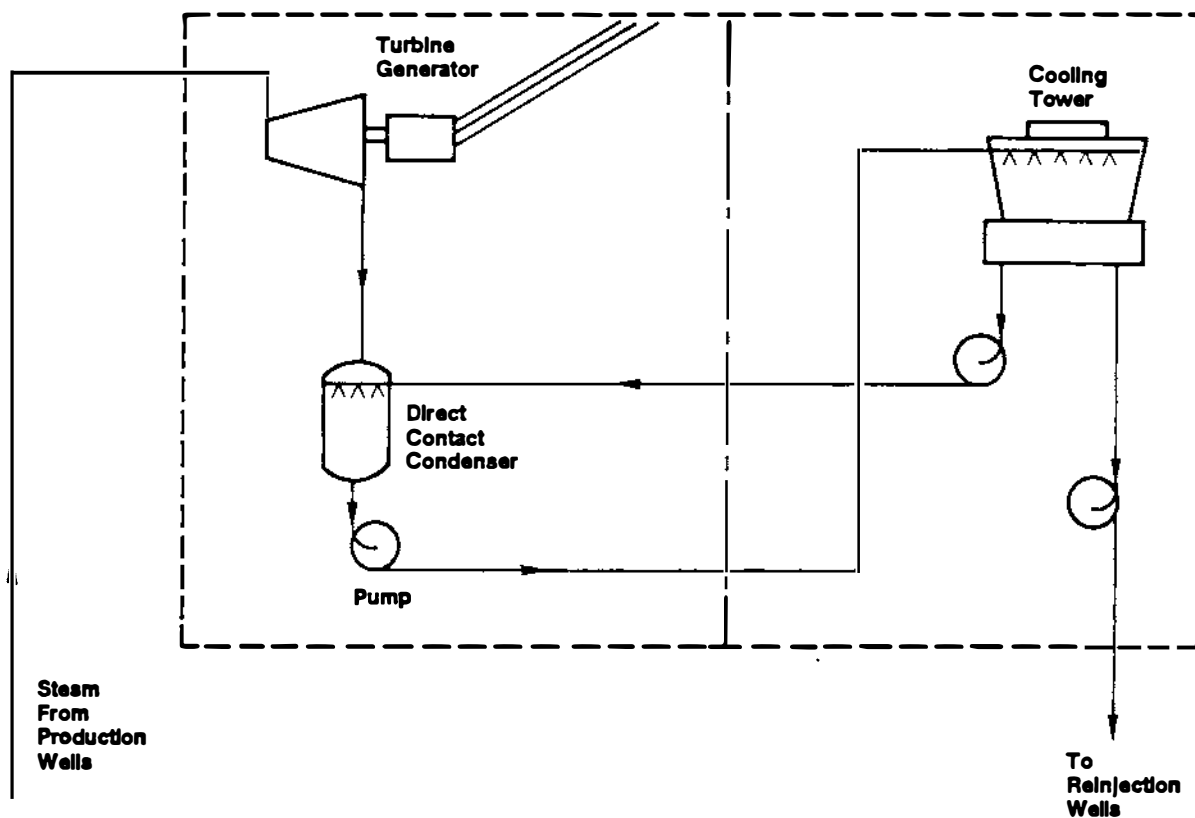 Turbine
Generator
Cooling
Tower
Direct
Contact
Condenser
Pump
Steam
From
Production
Wells
To
Reinjection
Wells